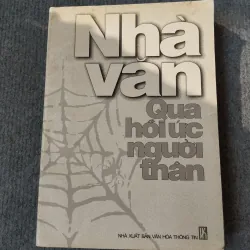 Nhà
văn
Qua
hồi ức
người
thân
NHÀ XUẤT BẢN VĂN HÓA THÔNG TIN